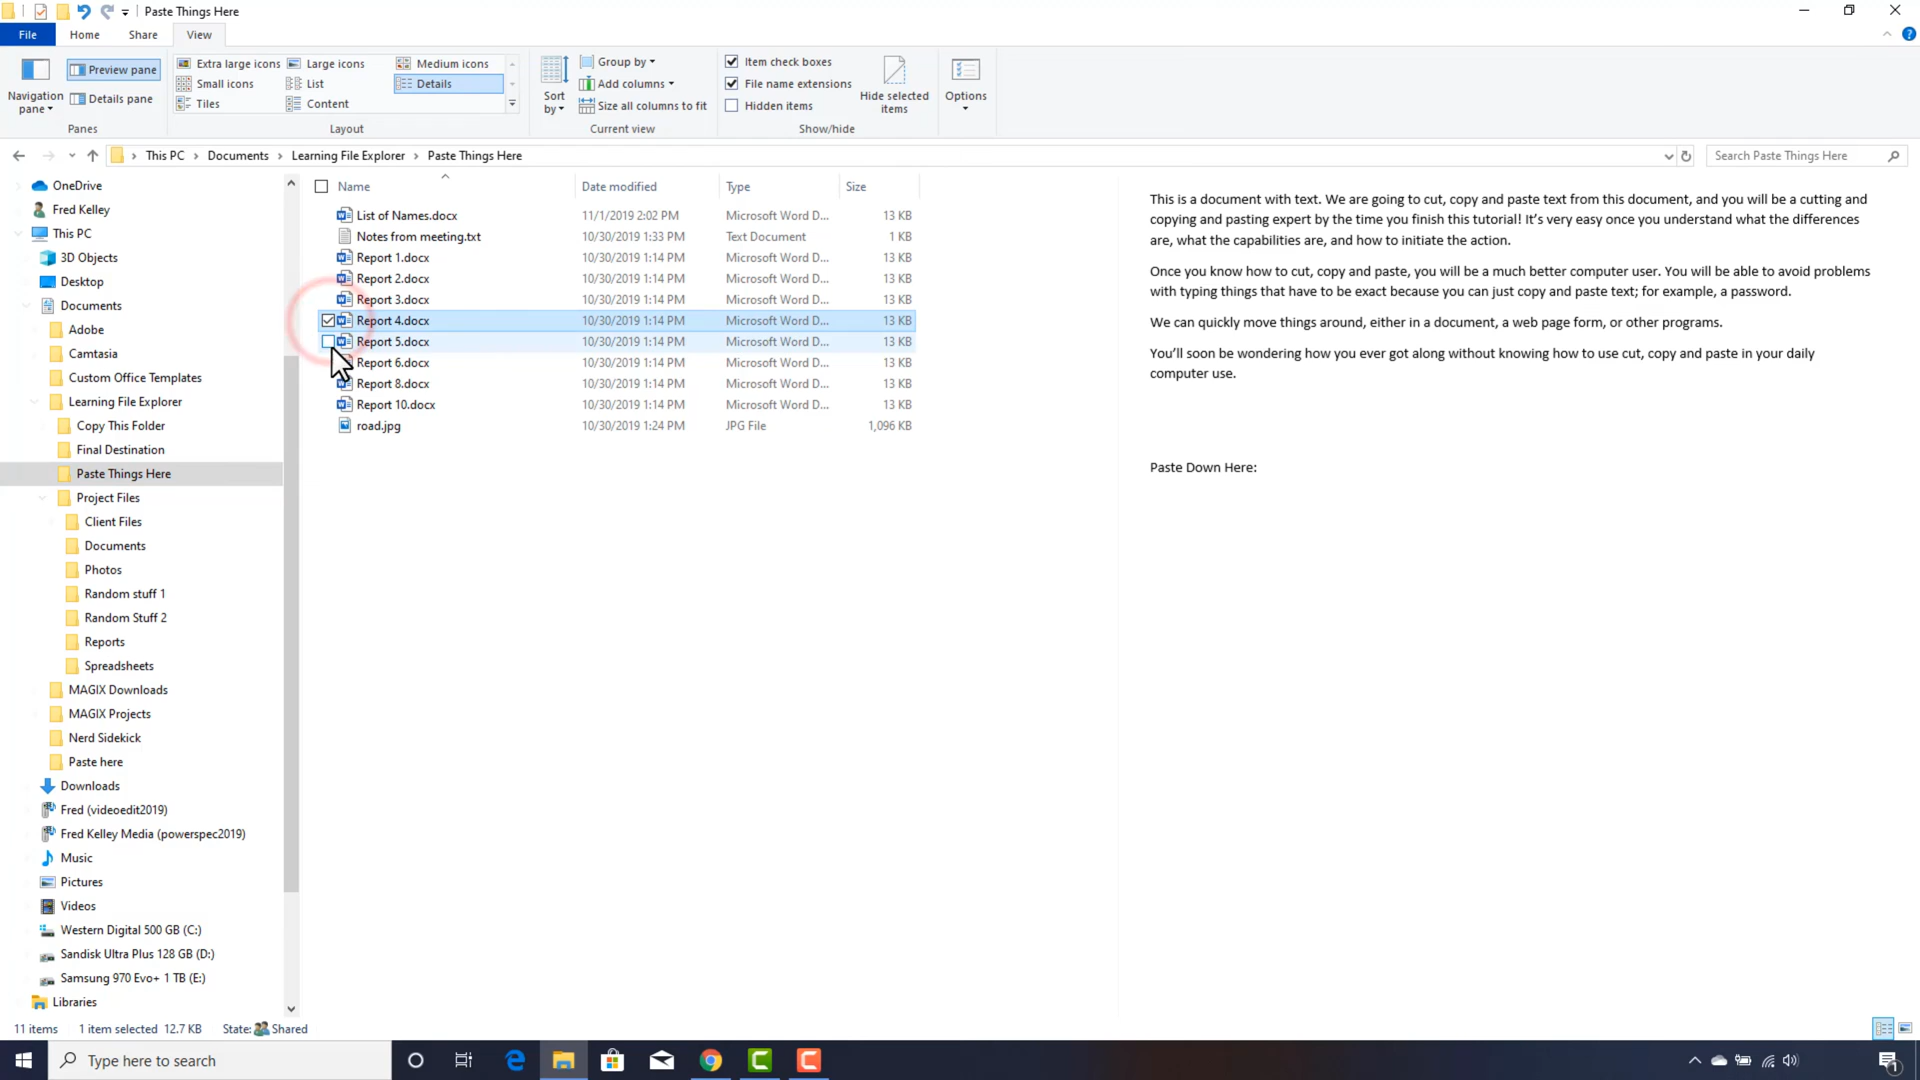 Paste Things Here
File Home Share View
Navigation pane
Preview pane
Details pane
Panes
Extra large icons Large icons Medium icons
Small icons List Details
Tiles Content
Layout
Sort by
Group by
Add columns
Size all columns to fit
Current view
Item check boxes
File name extensions
Hidden items
Hide selected items
Show/hide
Options
This PC Documents Learning File Explorer Paste Things Here
Search Paste Things Here
OneDrive
Fred Kelley
This PC
3D Objects
Desktop
Documents
Adobe
Camtasia
Custom Office Templates
Learning File Explorer
Copy This Folder
Final Destination
Paste Things Here
Project Files
Client Files
Documents
Photos
Random stuff 1
Random Stuff 2
Reports
Spreadsheets
MAGIX Downloads
MAGIX Projects
Nerd Sidekick
Paste here
Downloads
Fred (videoedit2019)
Fred Kelley Media (powerspec2019)
Music
Pictures
Videos
Western Digital 500 GB (C:)
Sandisk Ultra Plus 128 GB (D:)
Samsung 970 Evo+ 1 TB (E:)
Libraries
Name Date modified Type Size
List of Names.docx 11/1/2019 2:02 PM Microsoft Word D... 13 KB
Notes from meeting.txt 10/30/2019 1:33 PM Text Document 1 KB
Report 1.docx 10/30/2019 1:14 PM Microsoft Word D... 13 KB
Report 2.docx 10/30/2019 1:14 PM Microsoft Word D... 13 KB
Report 3.docx 10/30/2019 1:14 PM Microsoft Word D... 13 KB
Report 4.docx 10/30/2019 1:14 PM Microsoft Word D... 13 KB
Report 5.docx 10/30/2019 1:14 PM Microsoft Word D... 13 KB
Report 6.docx 10/30/2019 1:14 PM Microsoft Word D... 13 KB
Report 8.docx 10/30/2019 1:14 PM Microsoft Word D... 13 KB
Report 10.docx 10/30/2019 1:14 PM Microsoft Word D... 13 KB
road.jpg 10/30/2019 1:24 PM JPG File 1,096 KB
This is a document with text. We are going to cut, copy and paste text from this document, and you will be a cutting and
copying and pasting expert by the time you finish this tutorial! It's very easy once you understand what the differences
are, what the capabilities are, and how to initiate the action.
Once you know how to cut, copy and paste, you will be a much better computer user. You will be able to avoid problems
with typing things that have to be exact because you can just copy and paste text; for example, a password.
We can quickly move things around, either in a document, a web page form, or other programs.
You'll soon be wondering how you ever got along without knowing how to use cut, copy and paste in your daily
computer use.
Paste Down Here:
11 items 1 item selected 12.7 KB State: Shared
Type here to search
1